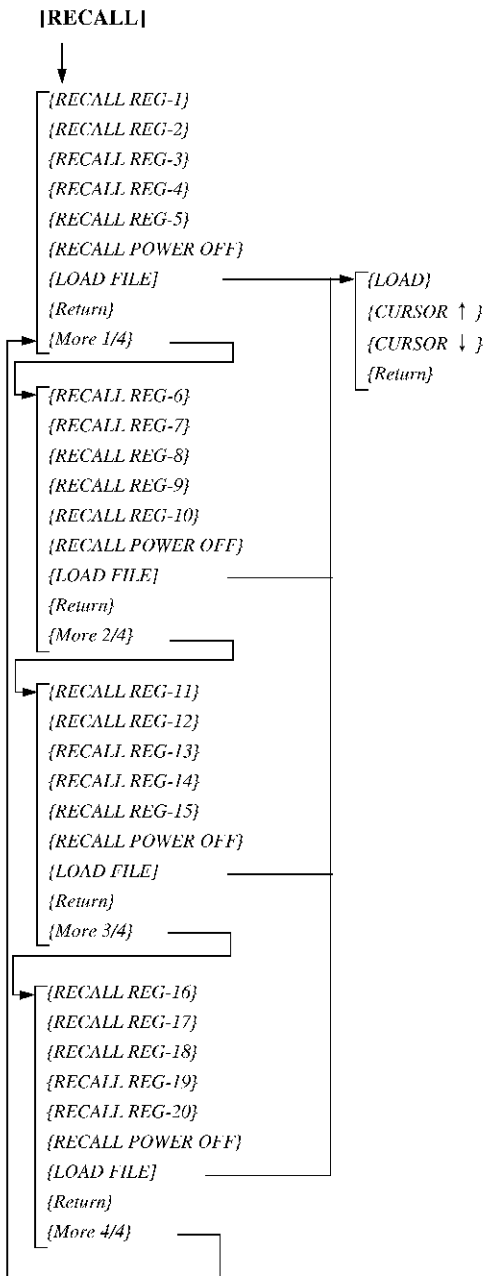 [RECALL]
{RECALL REG-1}
{RECALL REG-2}
{RECALL REG-3}
{RECALL REG-4}
{RECALL REG-5}
{RECALL POWER OFF}
{LOAD FILE]
{Return}
{More 1/4}
{LOAD}
{CURSOR ↑ }
{CURSOR ↓ }
{Return}
{RECALL REG-6}
{RECALL REG-7}
{RECALL REG-8}
{RECALL REG-9}
{RECALL REG-10}
{RECALL POWER OFF}
{LOAD FILE]
{Return}
{More 2/4}
{RECALL REG-11}
{RECALL REG-12}
{RECALL REG-13}
{RECALL REG-14}
{RECALL REG-15}
{RECALL POWER OFF}
{LOAD FILE]
{Return}
{More 3/4}
{RECALL REG-16}
{RECALL REG-17}
{RECALL REG-18}
{RECALL REG-19}
{RECALL REG-20}
{RECALL POWER OFF}
{LOAD FILE]
{Return}
{More 4/4}